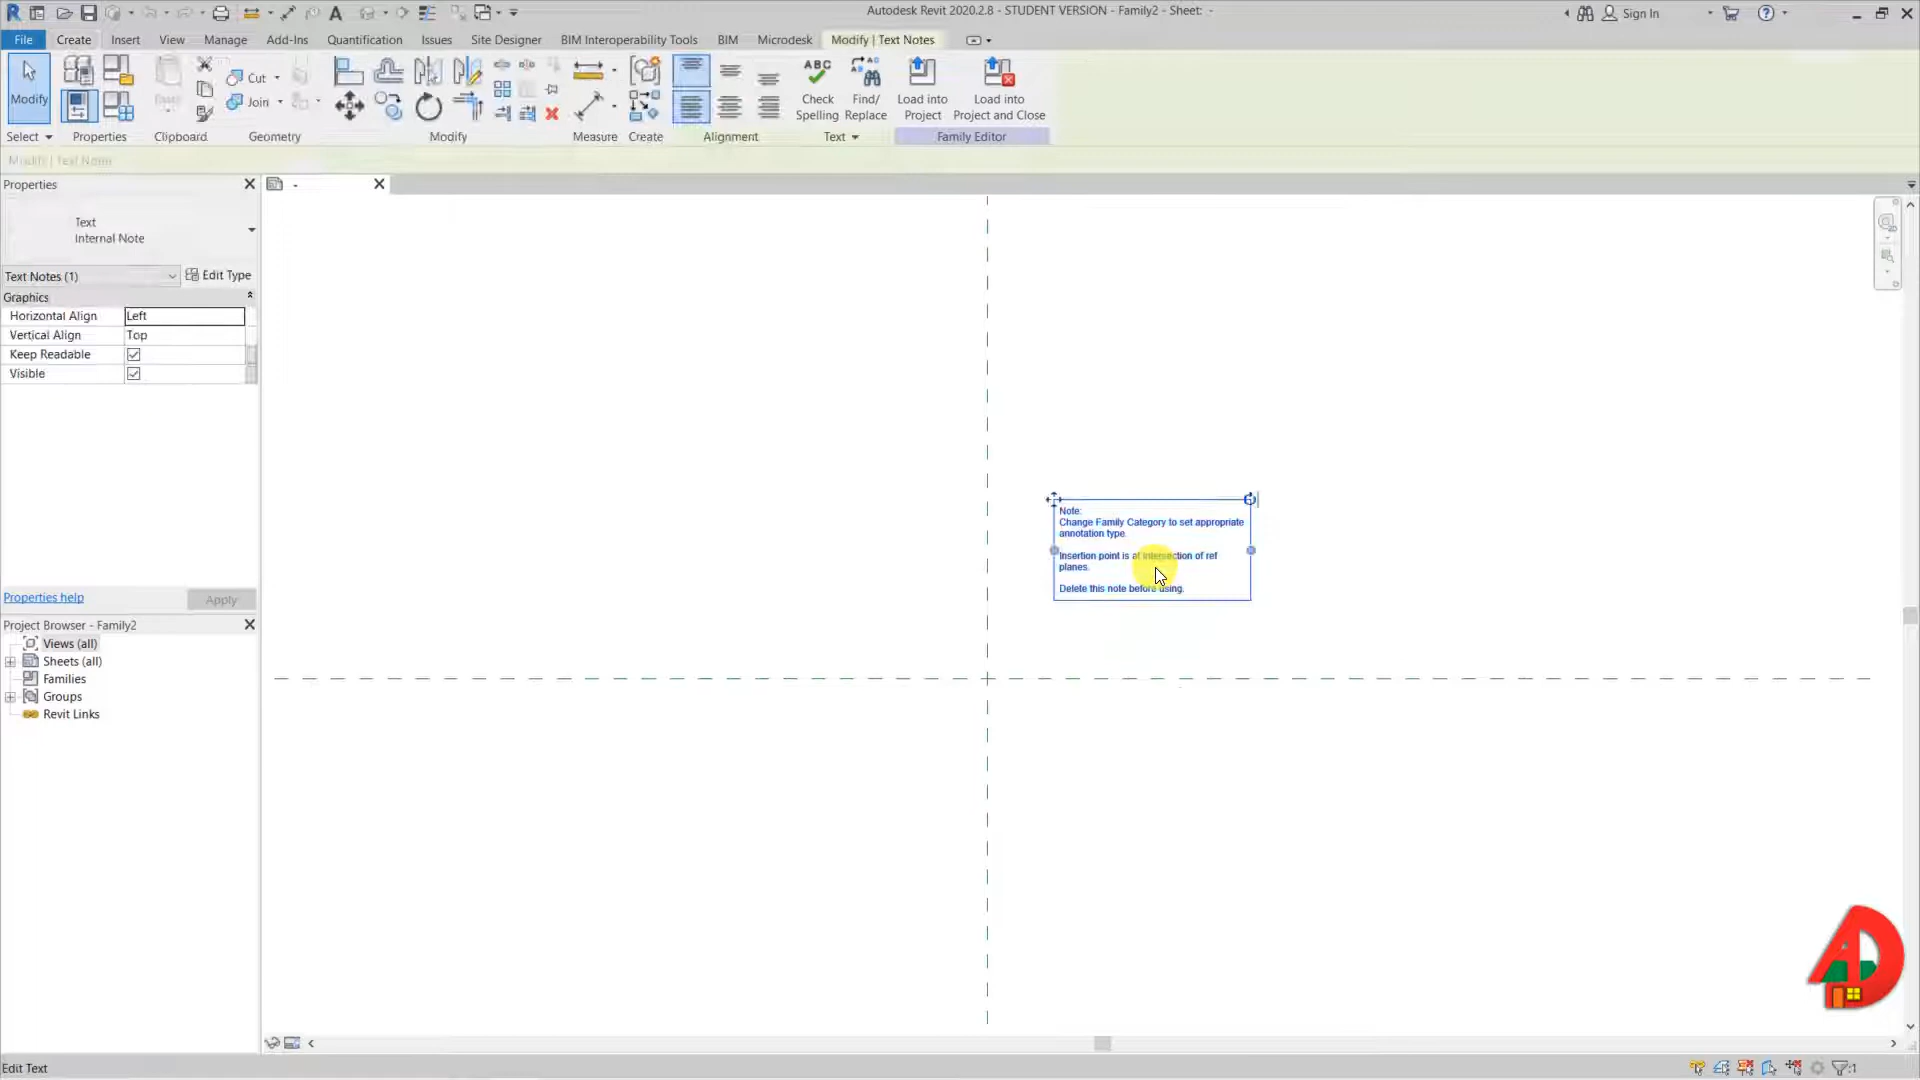 Autodesk Revit 2020.2.8 - STUDENT VERSION - Family2 - Sheet: -
Sign In
File Create Insert View Manage Add-Ins Quantification Issues Site Designer BIM Interoperability Tools BIM Microdesk Modify | Text Notes
Modify
Cut
Join
ABC
Check Spelling
Find/ Replace
Load into Project
Load into Project and Close
Select Properties Clipboard Geometry Modify Measure Create Alignment Text Family Editor
Modify | Text Notes
Properties
-
Text
Internal Note
Text Notes (1)
Edit Type
Graphics
Horizontal Align Left
Vertical Align Top
Keep Readable
Visible
Note:
Change Family Category to set appropriate
annotation type.
Insertion point is at intersection of ref
planes.
Delete this note before using.
Properties help
Apply
Project Browser - Family2
Views (all)
Sheets (all)
Families
Groups
Revit Links
Edit Text
:1